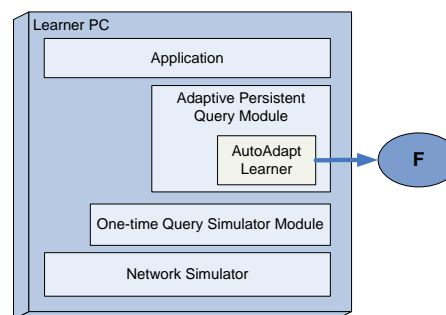 Learner PC
Application
Adaptive Persistent
Query Module
AutoAdapt
Learner
F
One-time Query Simulator Module
Network Simulator